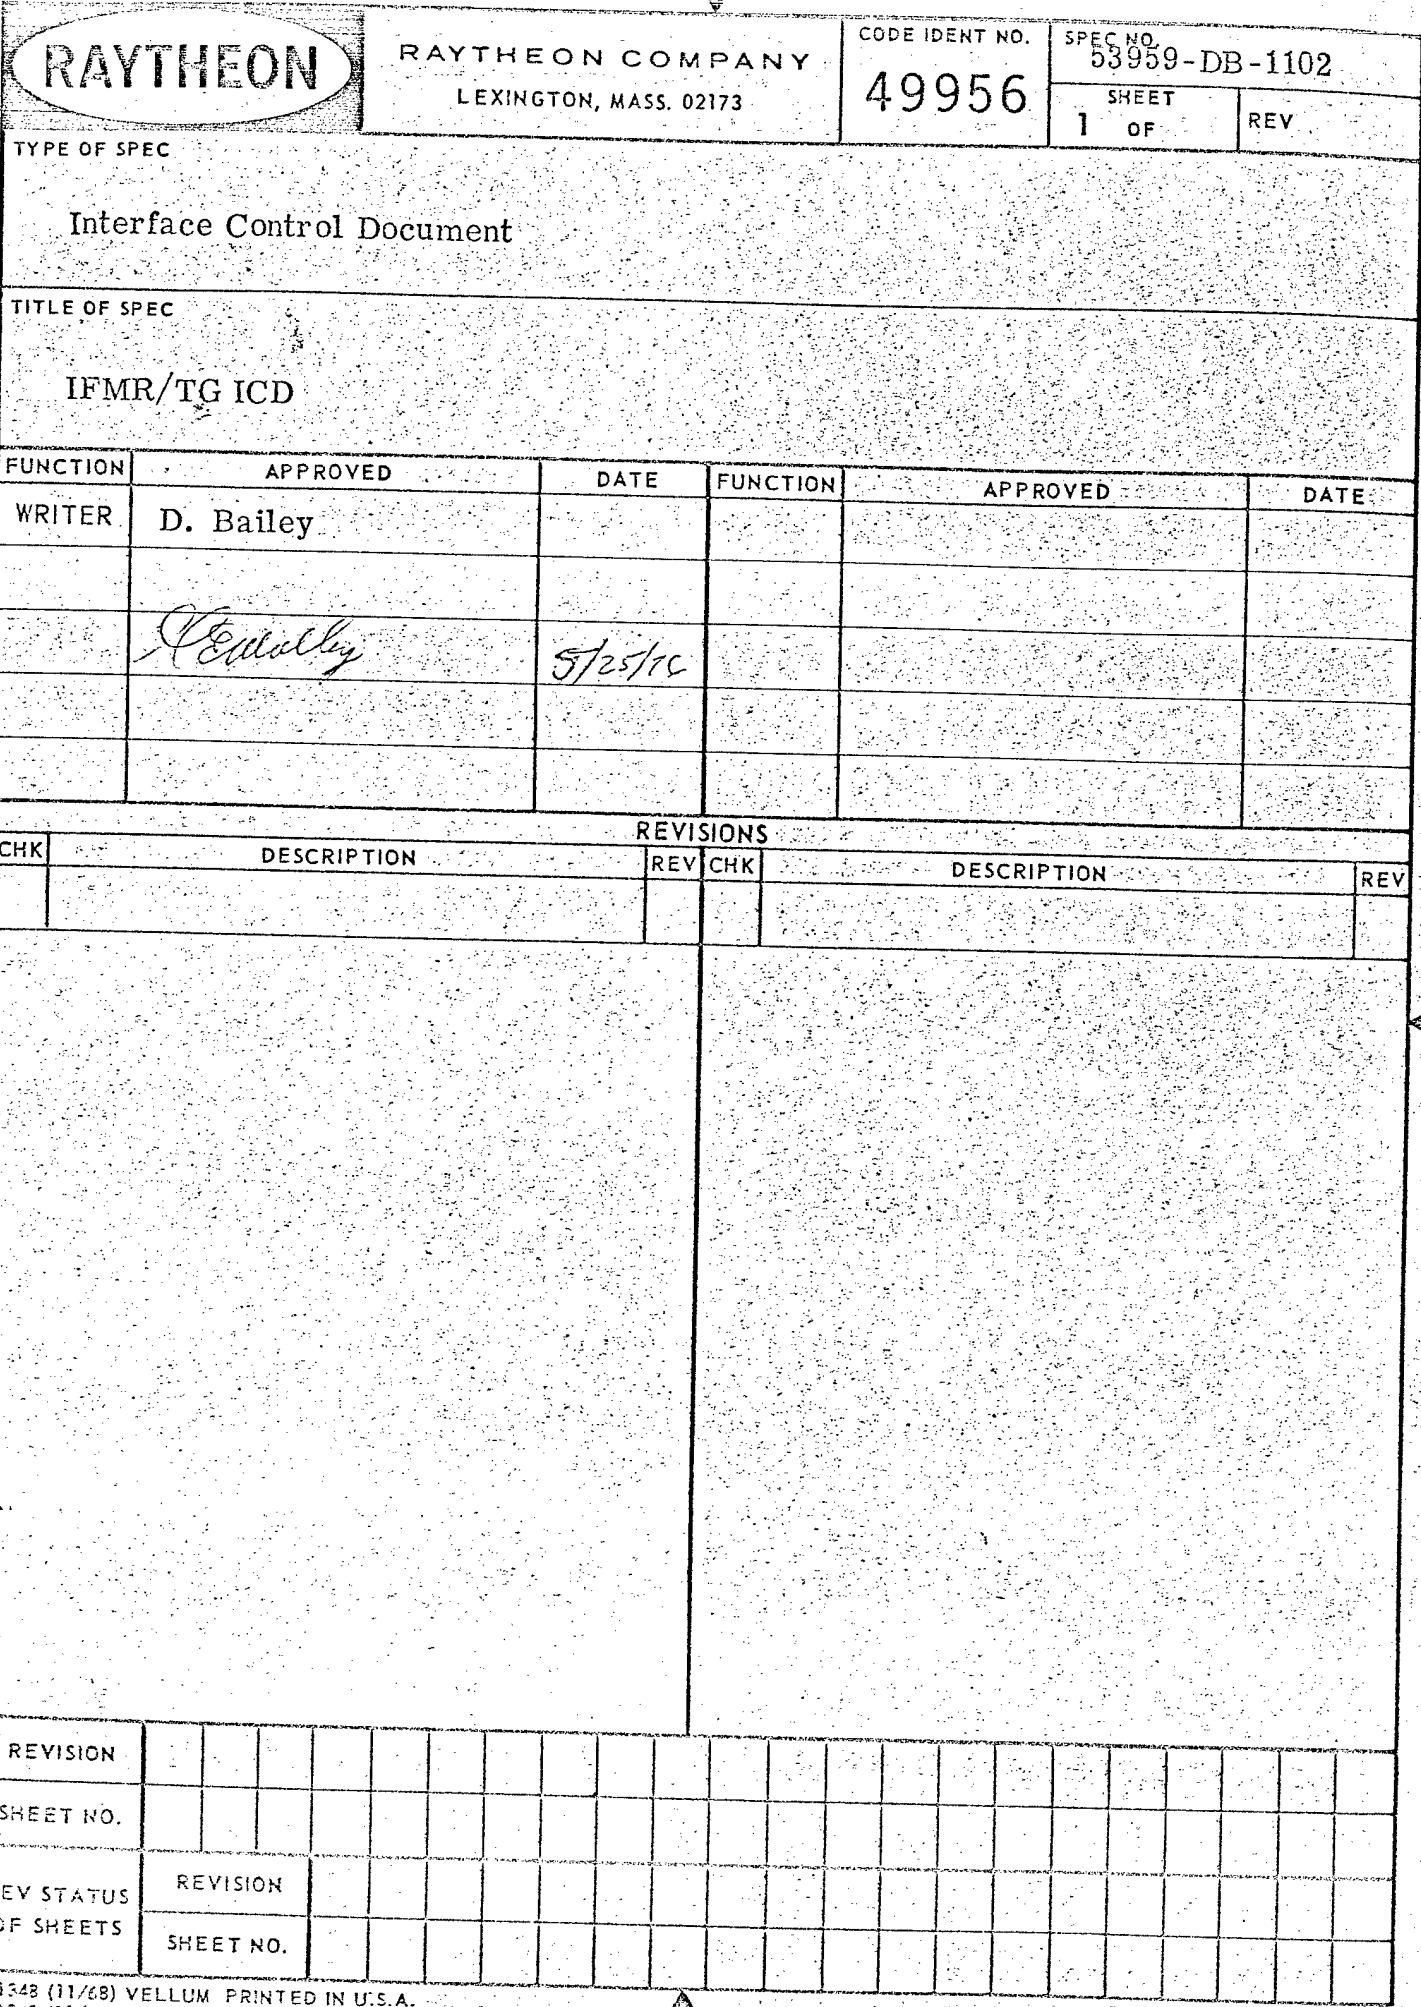 RAYTHEON
RAYTHEON COMPANY
LEXINGTON, MASS. 02173
CODE IDENT NO.
49956
SPEC NO.
53959-DB-1102
SHEET
1 OF
REV
TYPE OF SPEC
Interface Control Document
TITLE OF SPEC
IFMR/TG ICD
FUNCTION APPROVED DATE FUNCTION APPROVED DATE
WRITER D. Bailey
5/25/76
REVISIONS
CHK DESCRIPTION REV CHK DESCRIPTION REV
REVISION
SHEET NO.
EV STATUS
OF SHEETS
REVISION
SHEET NO.
348 (11/68) VELLUM PRINTED IN U.S.A.